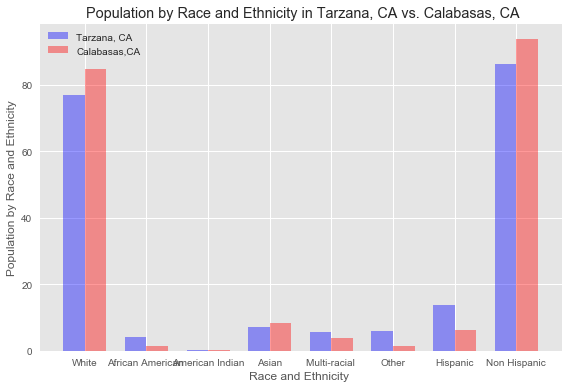 Population by Race and Ethnicity in Tarzana, CA vs. Calabasas, CA
Tarzana, CA
Calabasas,CA
Population by Race and Ethnicity
80
60
40
20
0
White African American American Indian Asian Multi-racial Other Hispanic Non Hispanic
Race and Ethnicity